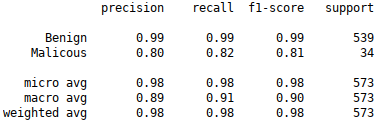 precision recall f1-score support
Benign 0.99 0.99 0.99 539
Malicous 0.80 0.82 0.81 34
micro avg 0.98 0.98 0.98 573
macro avg 0.89 0.91 0.90 573
weighted avg 0.98 0.98 0.98 573